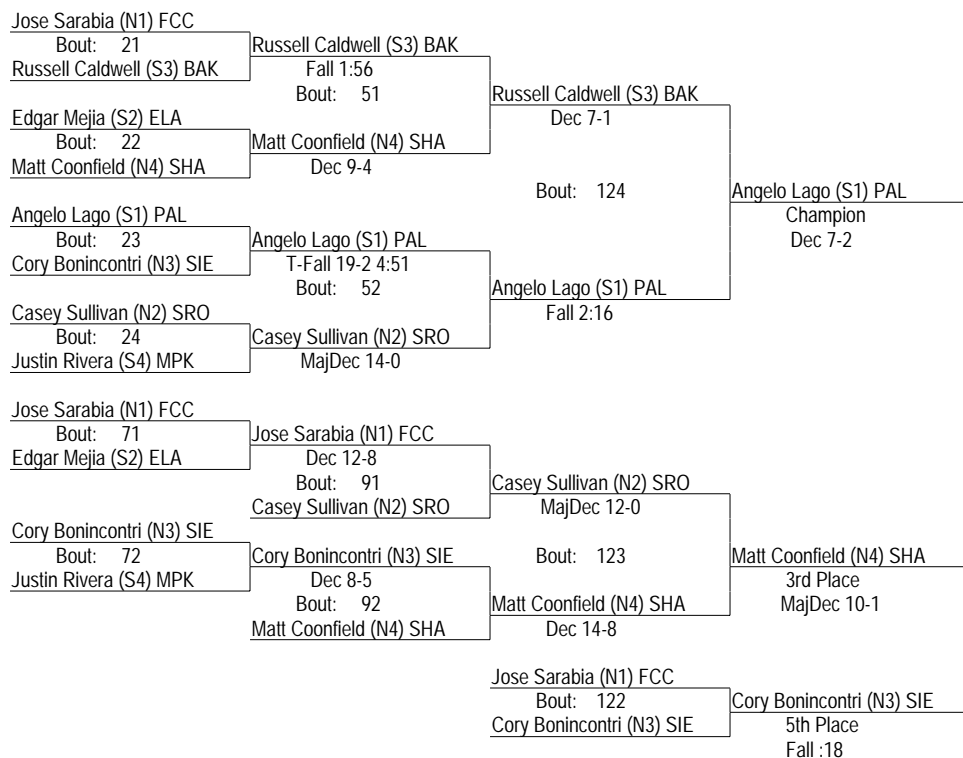 Jose Sarabia (N1) FCC
Bout: 21
Russell Caldwell (S3) BAK
Russell Caldwell (S3) BAK
Fall 1:56
Bout: 51
Edgar Mejia (S2) ELA
Bout: 22
Matt Coonfield (N4) SHA
Matt Coonfield (N4) SHA
Dec 9-4
Russell Caldwell (S3) BAK
Dec 7-1
Bout: 124
Angelo Lago (S1) PAL
Champion
Dec 7-2
Angelo Lago (S1) PAL
Bout: 23
Cory Bonincontri (N3) SIE
Angelo Lago (S1) PAL
T-Fall 19-2 4:51
Bout: 52
Casey Sullivan (N2) SRO
Bout: 24
Justin Rivera (S4) MPK
Casey Sullivan (N2) SRO
MajDec 14-0
Angelo Lago (S1) PAL
Fall 2:16
Jose Sarabia (N1) FCC
Bout: 71
Edgar Mejia (S2) ELA
Jose Sarabia (N1) FCC
Dec 12-8
Bout: 91
Casey Sullivan (N2) SRO
Casey Sullivan (N2) SRO
MajDec 12-0
Cory Bonincontri (N3) SIE
Bout: 72
Justin Rivera (S4) MPK
Cory Bonincontri (N3) SIE
Dec 8-5
Bout: 92
Matt Coonfield (N4) SHA
Bout: 123
Matt Coonfield (N4) SHA
Dec 14-8
Matt Coonfield (N4) SHA
3rd Place
MajDec 10-1
Jose Sarabia (N1) FCC
Bout: 122
Cory Bonincontri (N3) SIE
Cory Bonincontri (N3) SIE
5th Place
Fall :18